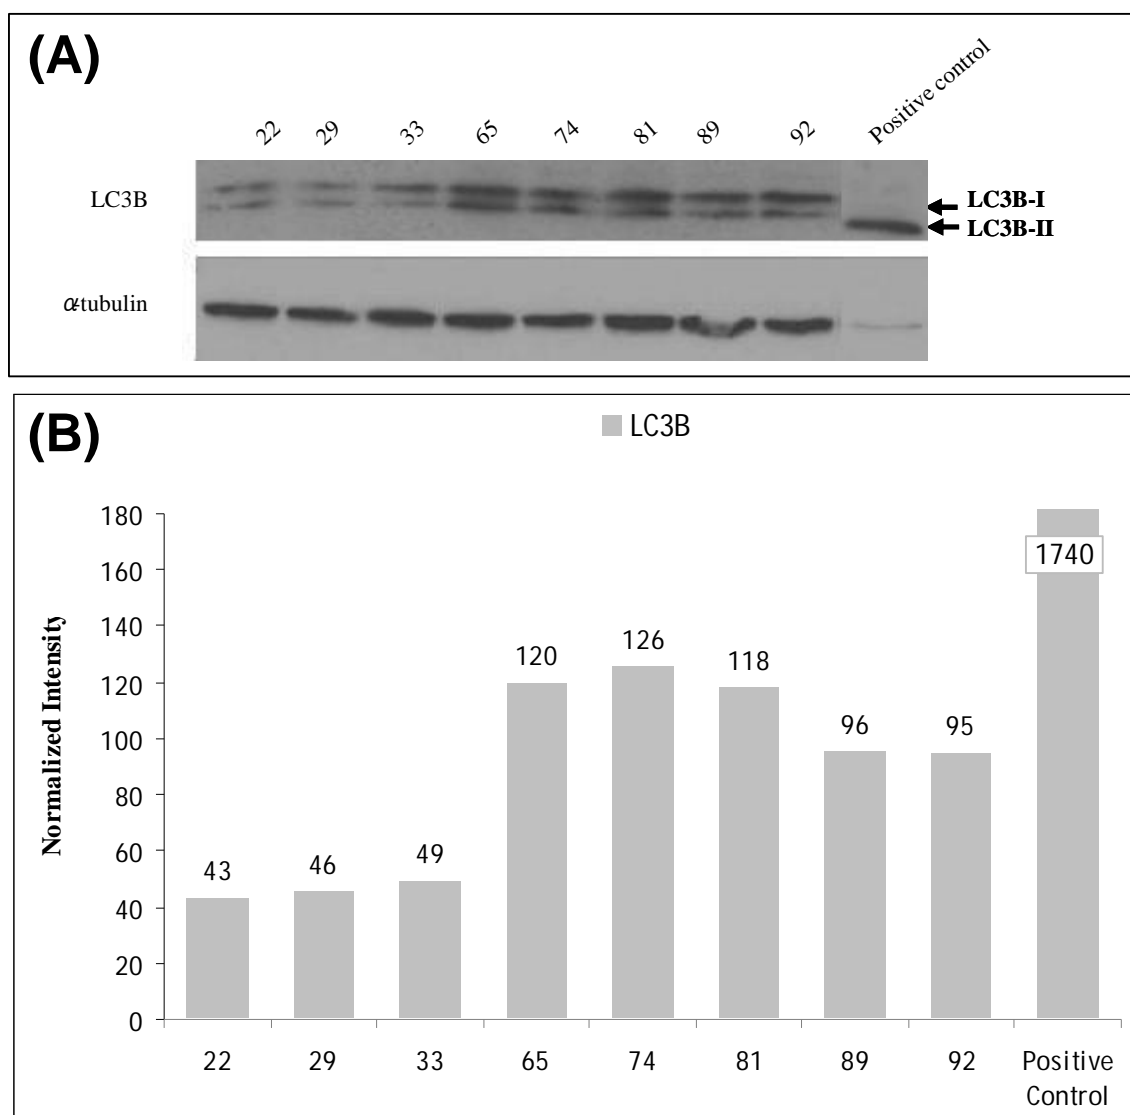 (A)
22 29 33 65 74 81 89 92 Positive control
LC3B
LC3B-I
LC3B-II
αtubulin
(B)
LC3B
Normalized Intensity
180
160
140
120
100
80
60
40
20
0
43 46 49 120 126 118 96 95 1740
22 29 33 65 74 81 89 92 Positive
Control